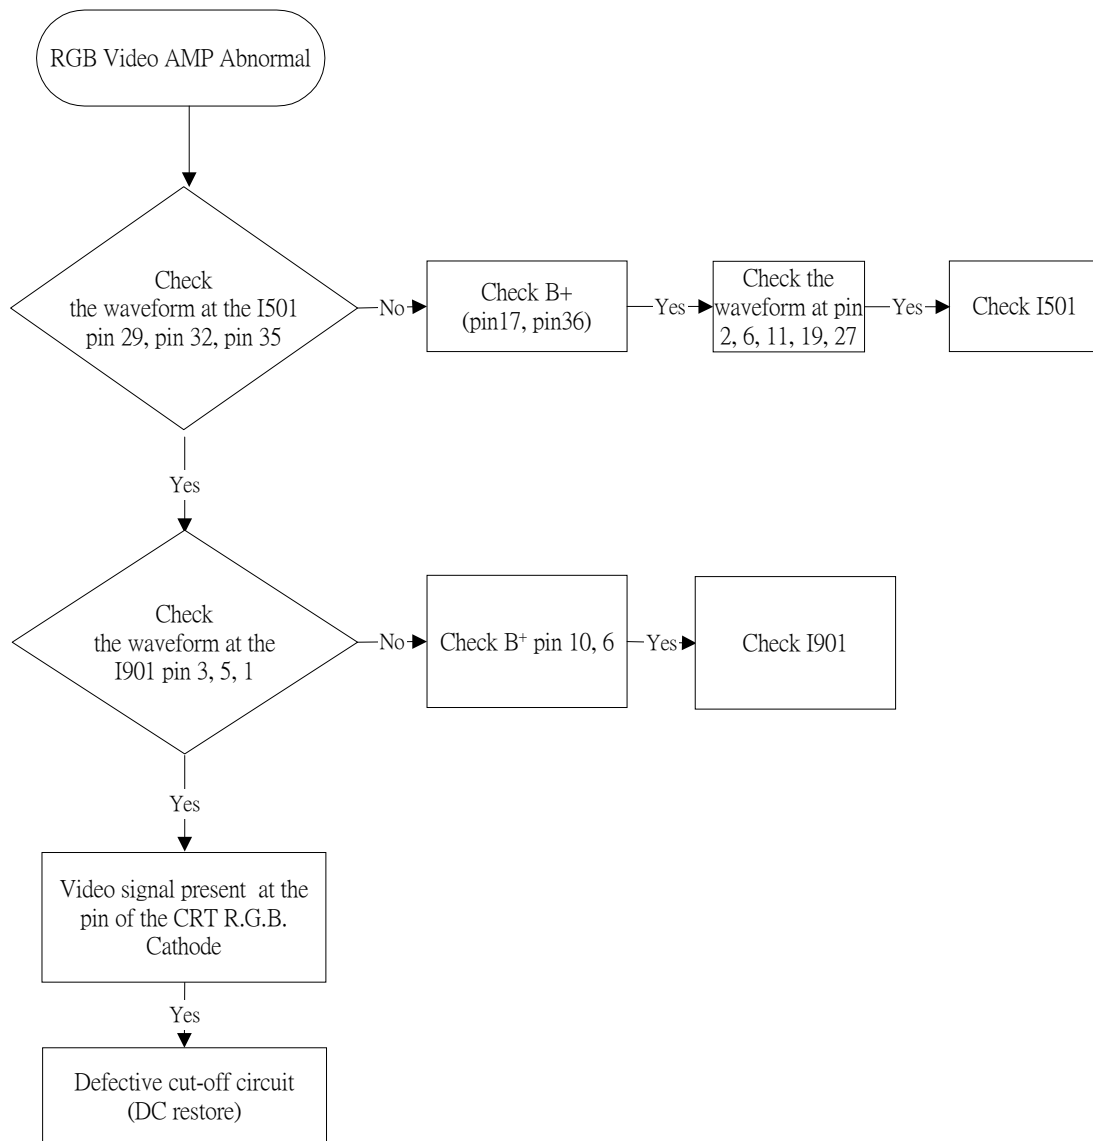 RGB Video AMP Abnormal
Check
the waveform at the I501
pin 29, pin 32, pin 35
No
Check B+
(pin17, pin36)
Yes
Check the
waveform at pin
2, 6, 11, 19, 27
Yes
Check I501
Yes
Check
the waveform at the
I901 pin 3, 5, 1
No
Check B⁺ pin 10, 6
Yes
Check I901
Yes
Video signal present at the
pin of the CRT R.G.B.
Cathode
Yes
Defective cut-off circuit
(DC restore)